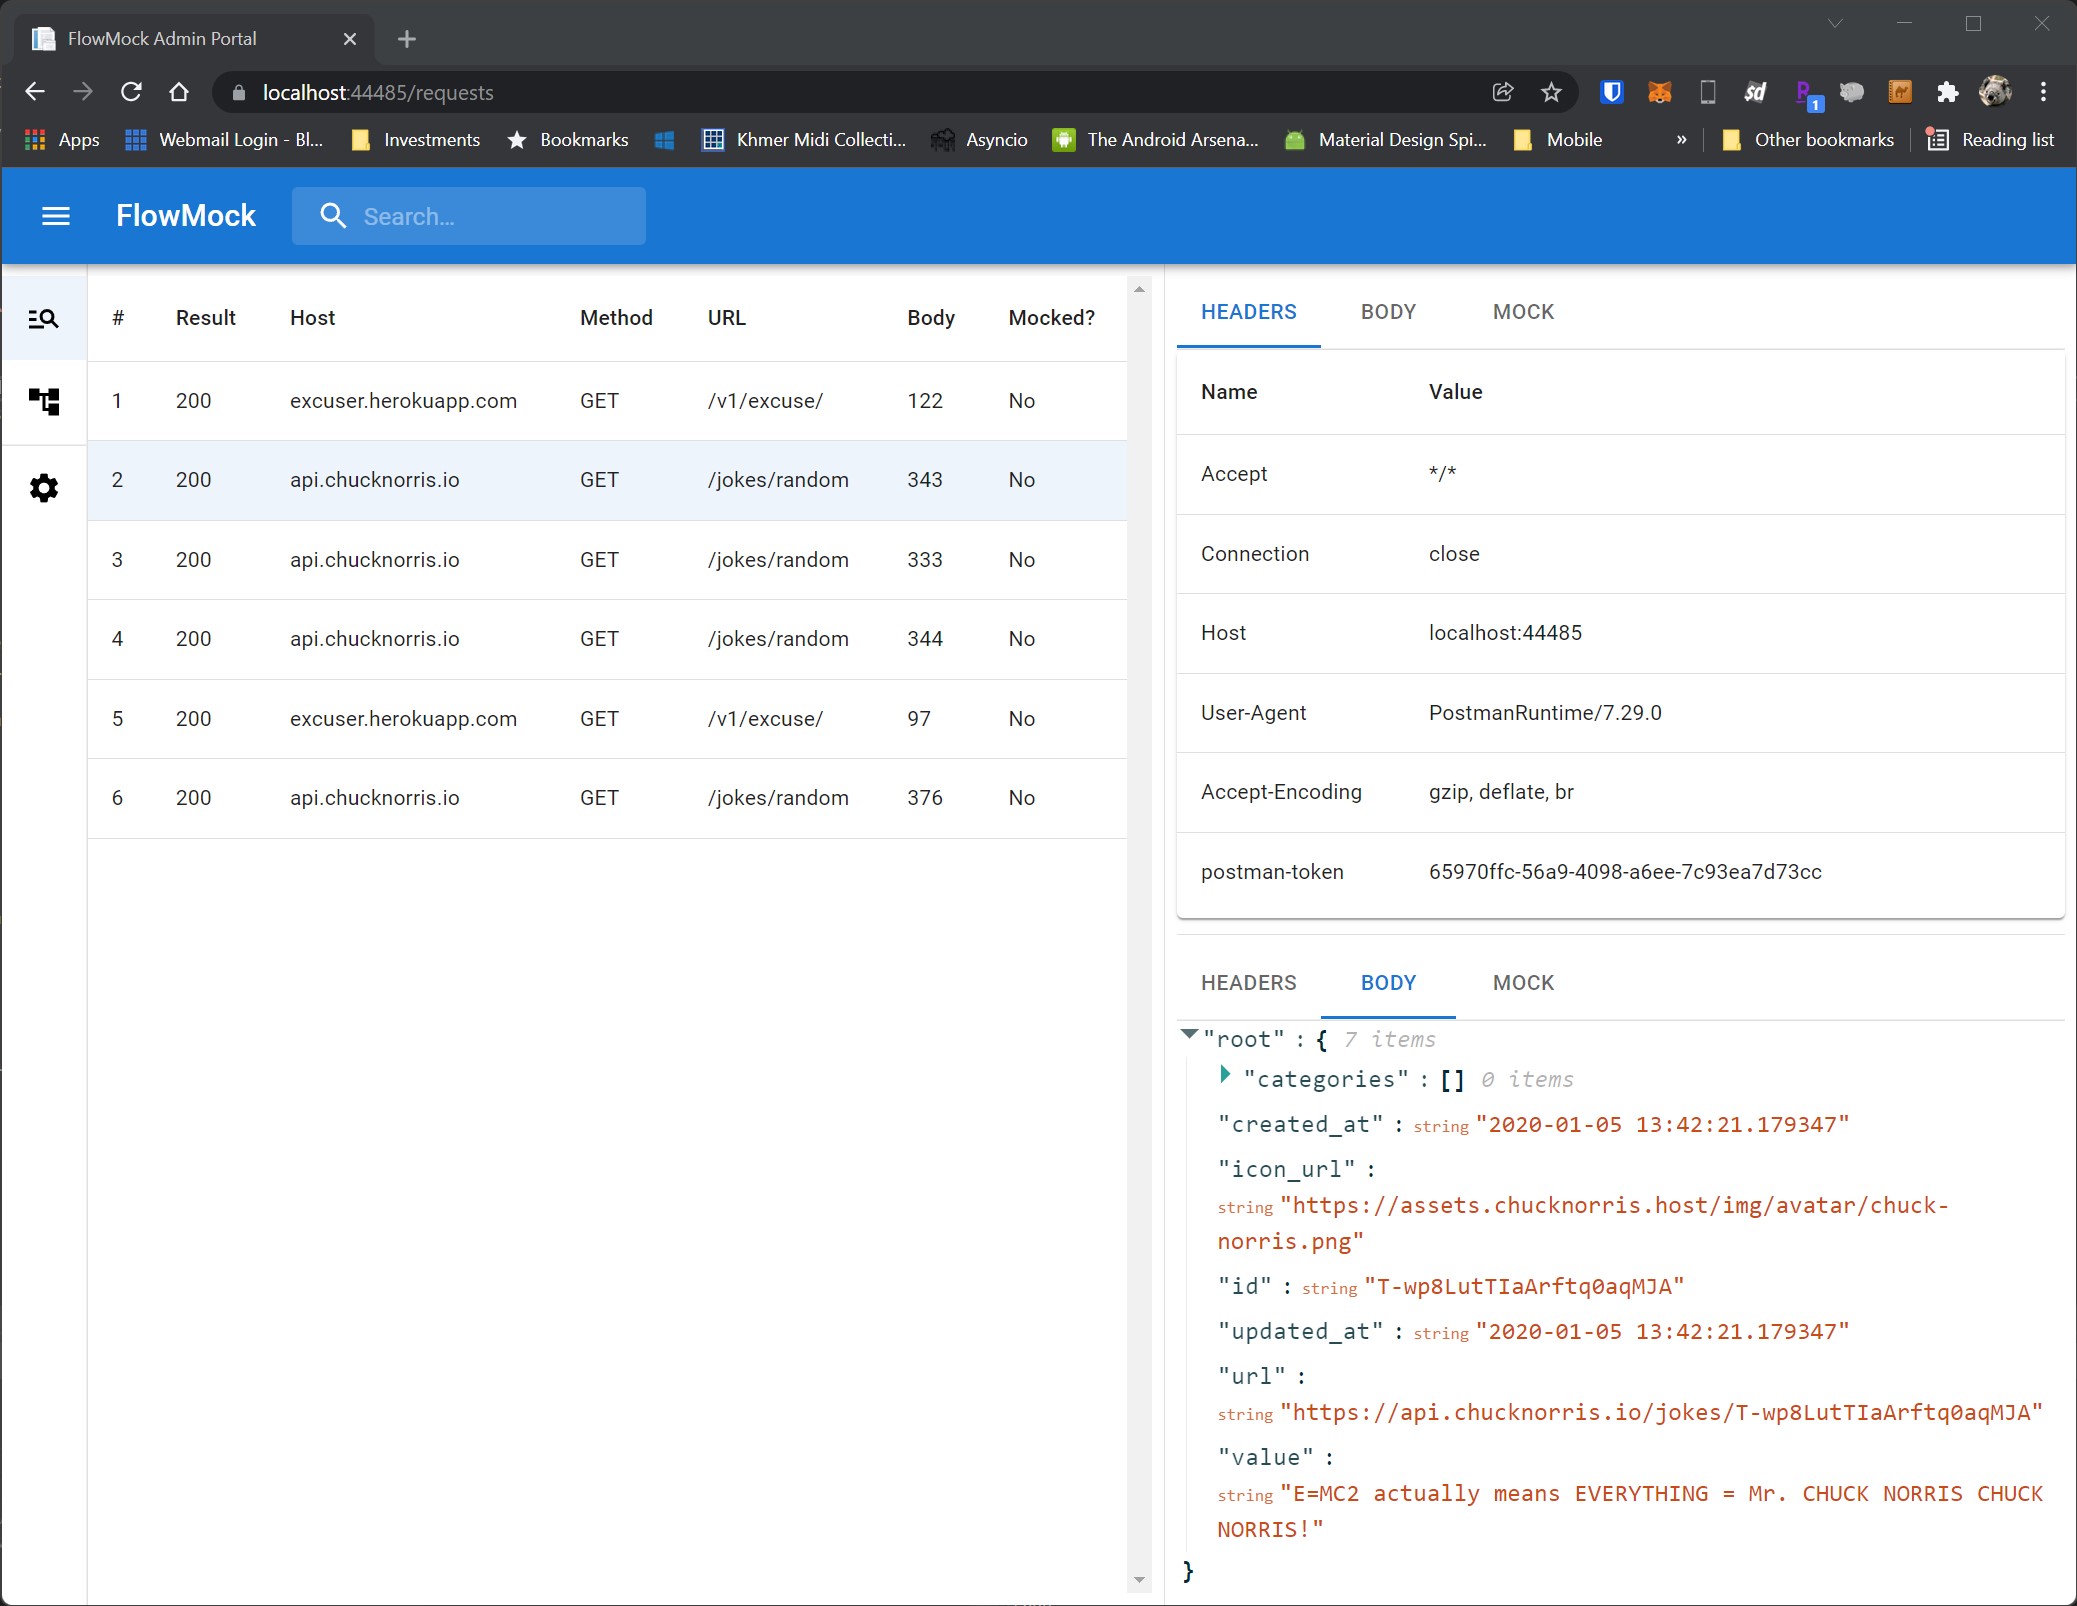 FlowMock Admin Portal
localhost:44485/requests
Apps
Webmail Login - Bl...
Investments
Bookmarks
Khmer Midi Collecti...
Asyncio
The Android Arsena...
Material Design Spi...
Mobile
»
Other bookmarks
Reading list
1
FlowMock
Search...
# Result Host Method URL Body Mocked?
1 200 excuser.herokuapp.com GET /v1/excuse/ 122 No
2 200 api.chucknorris.io GET /jokes/random 343 No
3 200 api.chucknorris.io GET /jokes/random 333 No
4 200 api.chucknorris.io GET /jokes/random 344 No
5 200 excuser.herokuapp.com GET /v1/excuse/ 97 No
6 200 api.chucknorris.io GET /jokes/random 376 No
HEADERS BODY MOCK
Name Value
Accept */*
Connection close
Host localhost:44485
User-Agent PostmanRuntime/7.29.0
Accept-Encoding gzip, deflate, br
postman-token 65970ffc-56a9-4098-a6ee-7c93ea7d73cc
HEADERS BODY MOCK
"root" : { 7 items
"categories" : [] 0 items
"created_at" : string "2020-01-05 13:42:21.179347"
"icon_url" :
string "https://assets.chucknorris.host/img/avatar/chuck-
norris.png"
"id" : string "T-wp8LutTIaArftq0aqMJA"
"updated_at" : string "2020-01-05 13:42:21.179347"
"url" :
string "https://api.chucknorris.io/jokes/T-wp8LutTIaArftq0aqMJA"
"value" :
string "E=MC2 actually means EVERYTHING = Mr. CHUCK NORRIS CHUCK
NORRIS!"
}